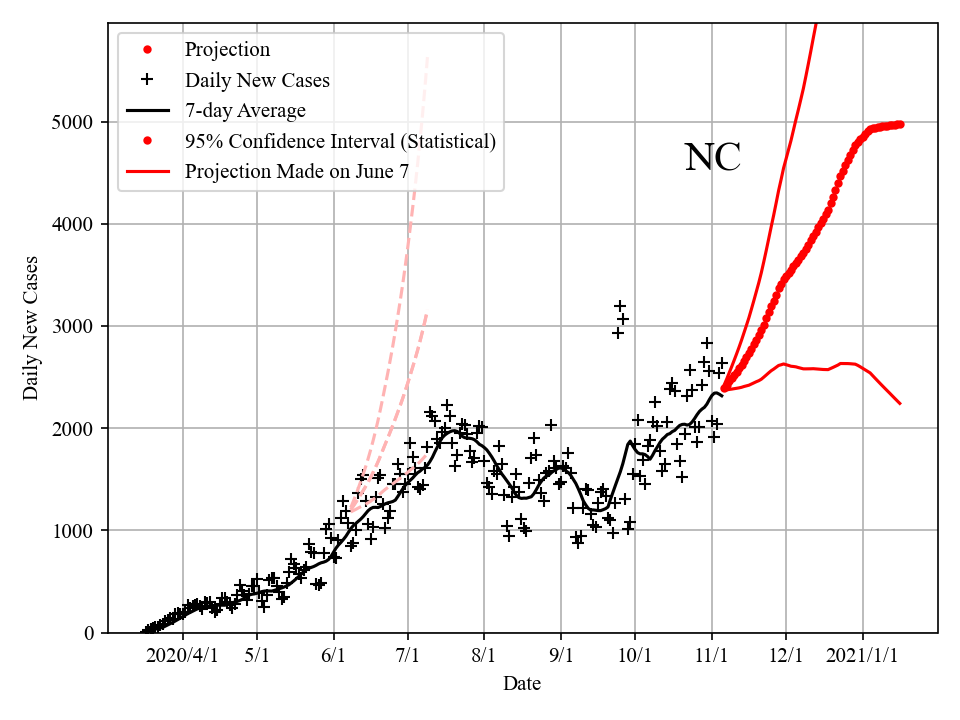 Projection
Daily New Cases
7-day Average
95% Confidence Interval (Statistical)
Projection Made on June 7
NC
5000
4000
3000
2000
1000
0
Daily New Cases
2020/4/1 5/1 6/1 7/1 8/1 9/1 10/1 11/1 12/1 2021/1/1
Date